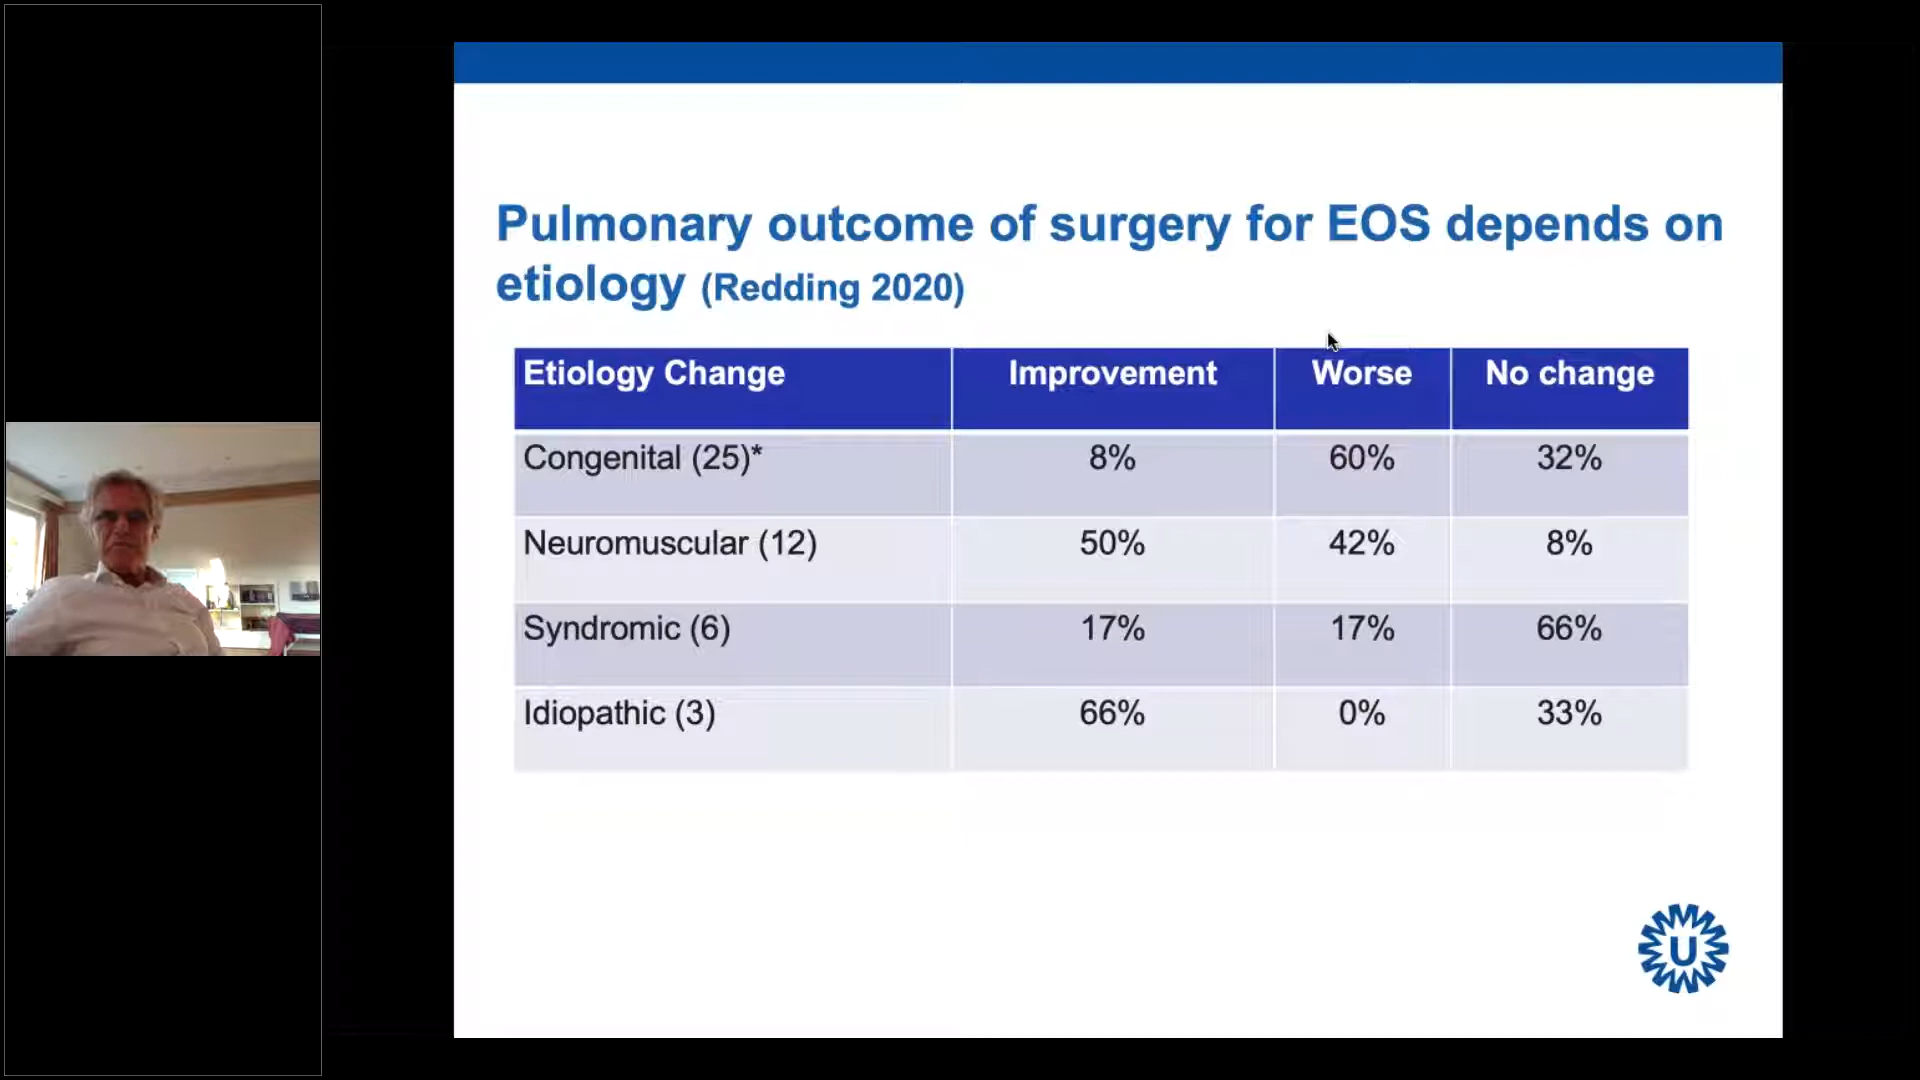 Pulmonary outcome of surgery for EOS depends on
etiology (Redding 2020)
Etiology Change Improvement Worse No change
Congenital (25)* 8% 60% 32%
Neuromuscular (12) 50% 42% 8%
Syndromic (6) 17% 17% 66%
Idiopathic (3) 66% 0% 33%
U